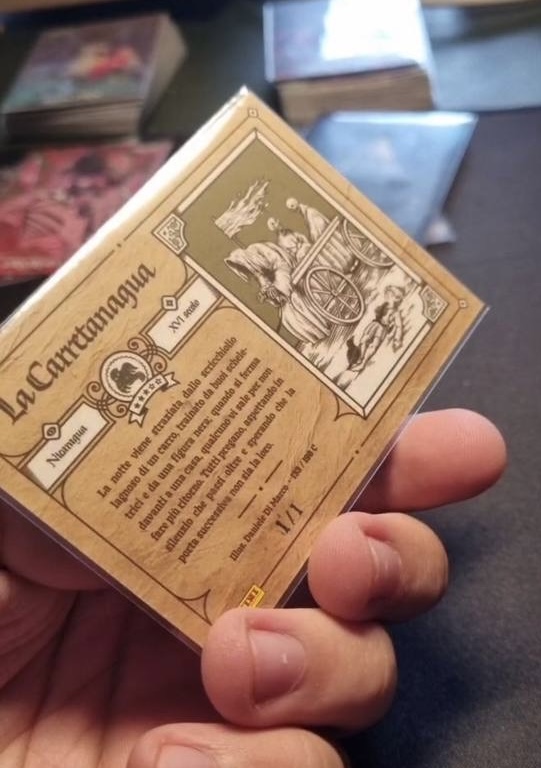 La Carretanagua
Nicaragua
XVI secolo
La notte viene straziata dallo scricchiolio
lagnoso di un carro, trainato da buoi schele-
trici e da una figura nera. quando si ferma
davanti a una casa, qualcuno vi sale per non
fare più ritorno. Tutti pregano, aspettando in
silenzio che passi oltre e sperando che la
porta successiva non sia la loro.
Illus. Daniele Di Marco -
1/1